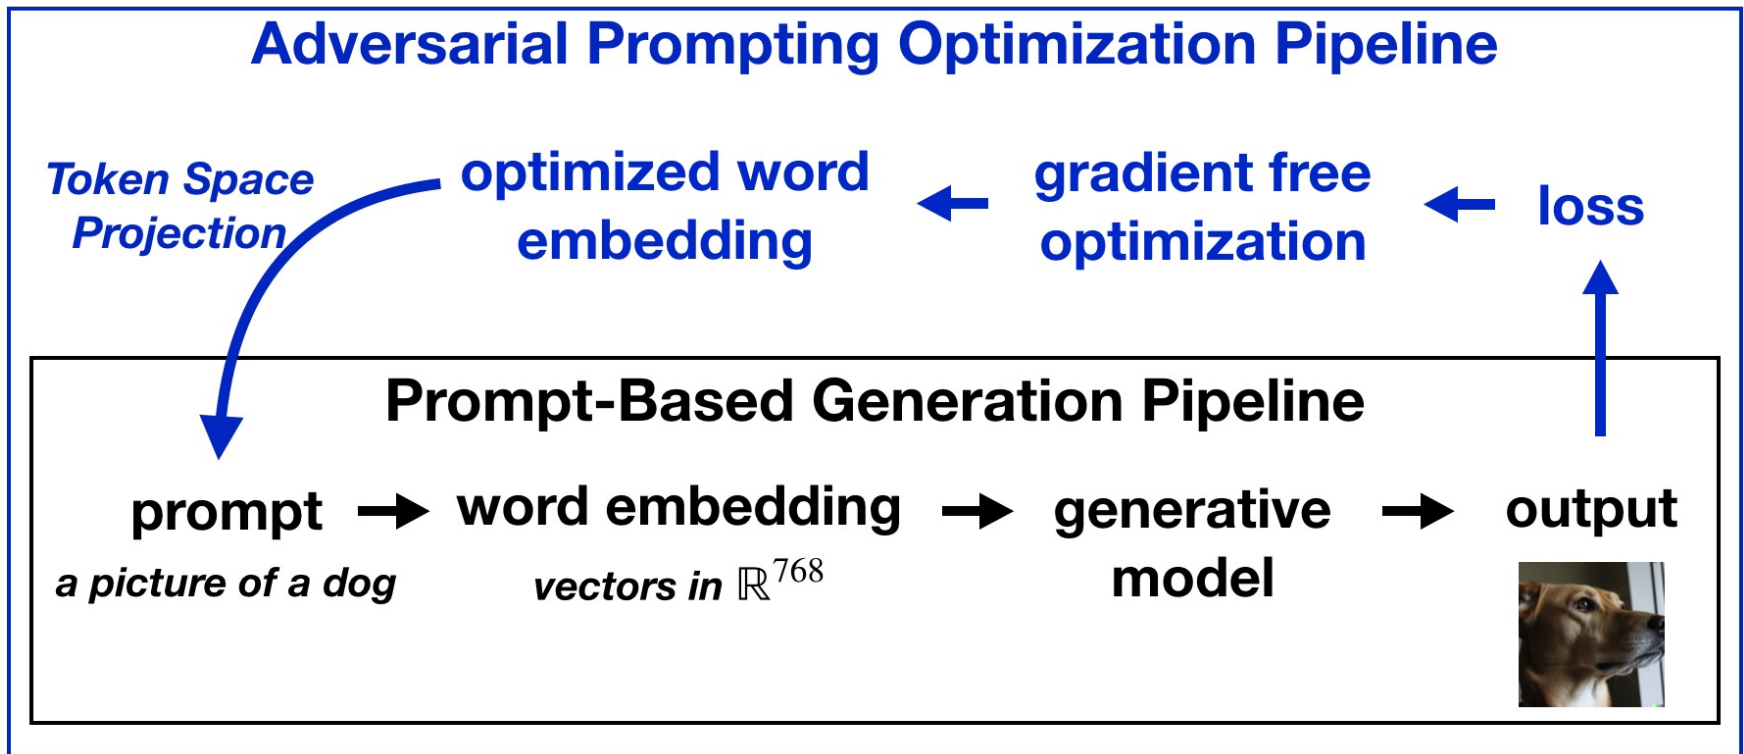 Adversarial Prompting Optimization Pipeline
Token Space
Projection
optimized word
embedding
gradient free
optimization
loss
Prompt-Based Generation Pipeline
prompt
word embedding
generative
model
output
a picture of a dog
vectors in ℝ⁷⁶⁸